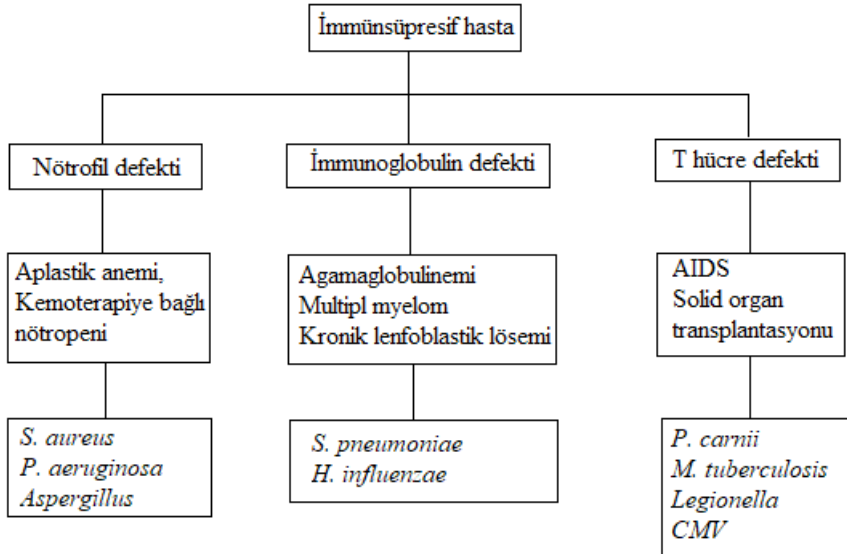 İmmünsüpresif hasta
Nötrofil defekti
İmmunoglobulin defekti
T hücre defekti
Aplastik anemi,
Kemoterapiye bağlı
nötropeni
Agamaglobulinemi
Multipl myelom
Kronik lenfoblastik lösemi
AIDS
Solid organ
transplantasyonu
S. aureus
P. aeruginosa
Aspergillus
S. pneumoniae
H. influenzae
P. carnii
M. tuberculosis
Legionella
CMV